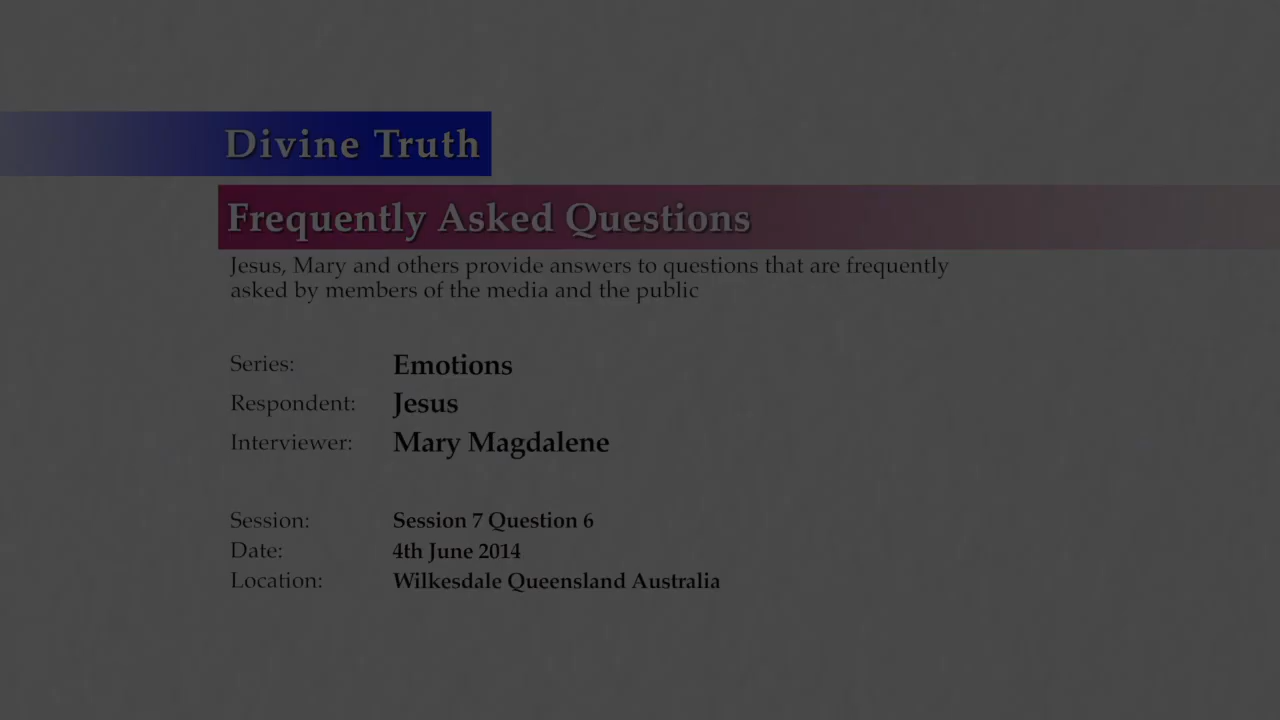 Divine Truth
Frequently Asked Questions
Jesus, Mary and others provide answers to questions that are frequently
asked by members of the media and the public
Series: Emotions
Respondent: Jesus
Interviewer: Mary Magdalene
Session: Session 7 Question 6
Date: 4th June 2014
Location: Wilkesdale Queensland Australia